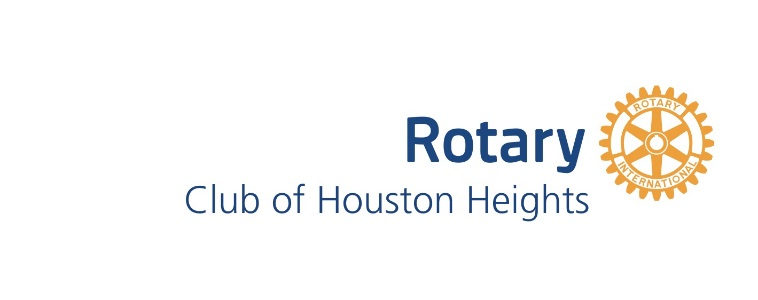 Rotary
Club of Houston Heights
ROTARY
INTERNATIONAL